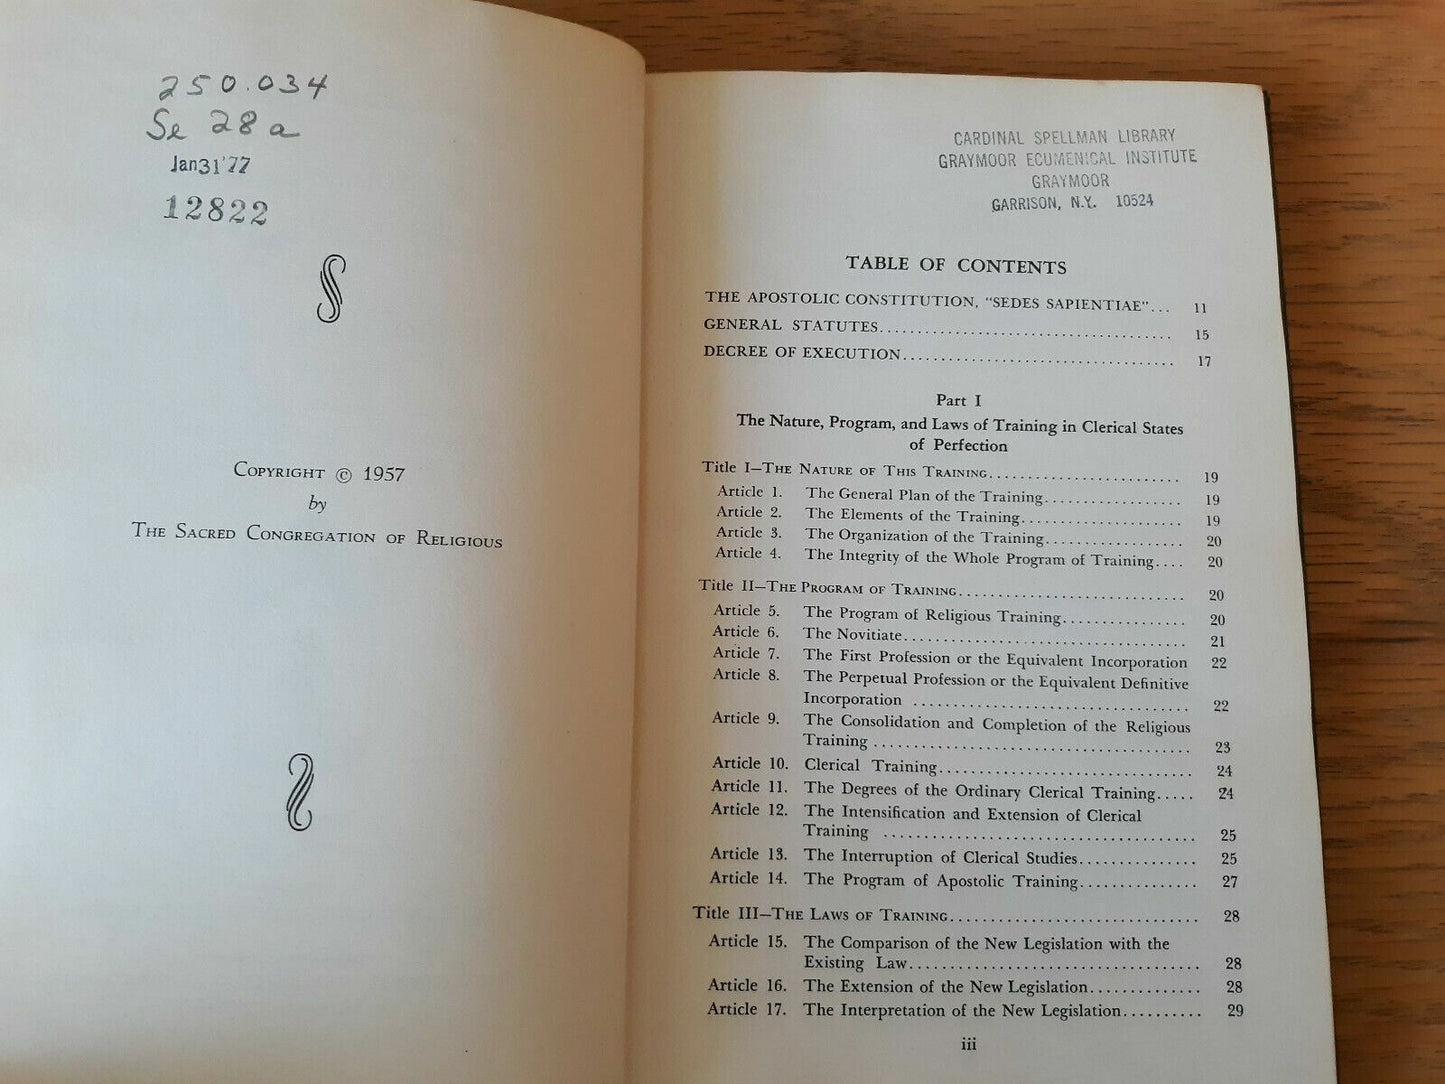 250.034
Se 28a
Jan 31 '77
12822
COPYRIGHT © 1957
by
THE SACRED CONGREGATION OF RELIGIOUS
CARDINAL SPELLMAN LIBRARY
GRAYMOOR ECUMENICAL INSTITUTE
GRAYMOOR
GARRISON, N.Y. 10524
TABLE OF CONTENTS
THE APOSTOLIC CONSTITUTION, "SEDES SAPIENTIAE"... 11
GENERAL STATUTES........................................ 15
DECREE OF EXECUTION..................................... 17
Part I
The Nature, Program, and Laws of Training in Clerical States
of Perfection
Title I—THE NATURE OF THIS TRAINING......................... 19
Article 1. The General Plan of the Training.................. 19
Article 2. The Elements of the Training...................... 19
Article 3. The Organization of the Training.................. 20
Article 4. The Integrity of the Whole Program of Training.... 20
Title II—THE PROGRAM OF TRAINING............................. 20
Article 5. The Program of Religious Training................ 20
Article 6. The Novitiate................................... 21
Article 7. The First Profession or the Equivalent Incorporation 22
Article 8. The Perpetual Profession or the Equivalent Definitive
Incorporation .................................. 22
Article 9. The Consolidation and Completion of the Religious
Training ....................................... 23
Article 10. Clerical Training............................... 24
Article 11. The Degrees of the Ordinary Clerical Training..... 24
Article 12. The Intensification and Extension of Clerical
Training ...................................... 25
Article 13. The Interruption of Clerical Studies............... 25
Article 14. The Program of Apostolic Training............... 27
Title III—THE LAWS OF TRAINING............................... 28
Article 15. The Comparison of the New Legislation with the
Existing Law.................................... 28
Article 16. The Extension of the New Legislation.............. 28
Article 17. The Interpretation of the New Legislation.......... 29
iii